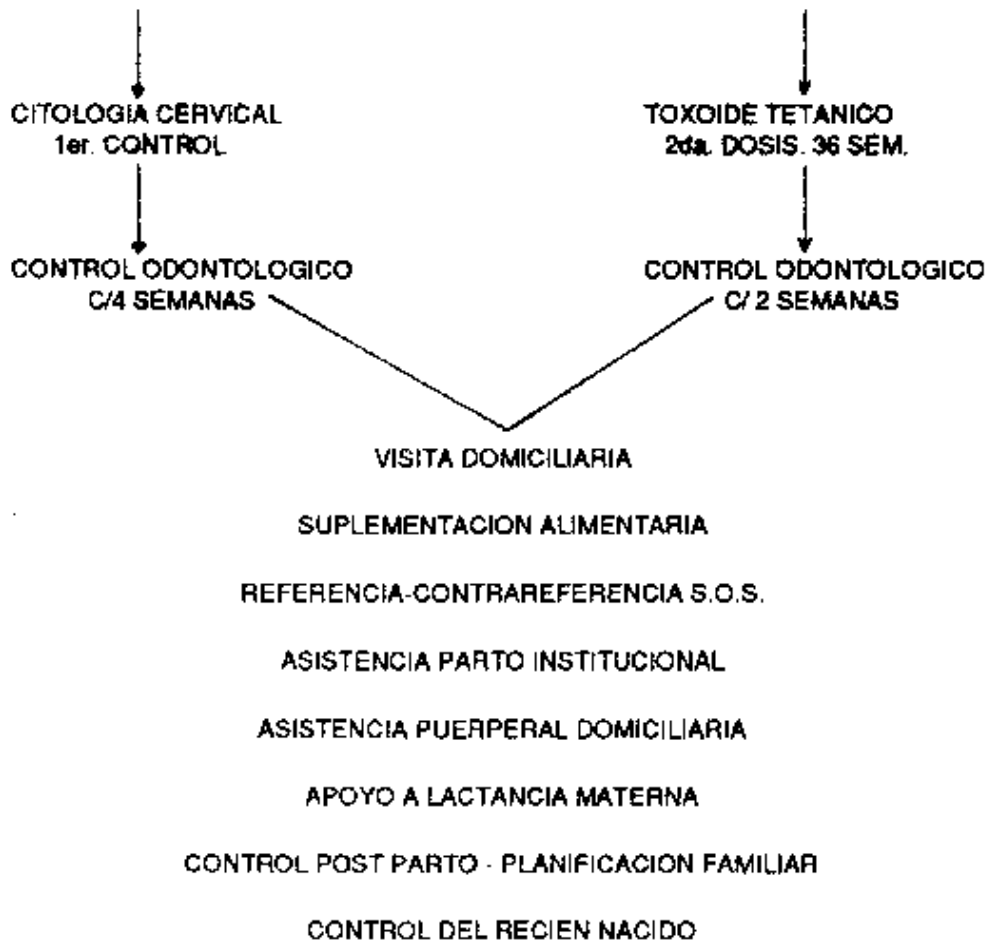 CITOLOGIA CERVICAL
1er. CONTROL
TOXOIDE TETANICO
2da. DOSIS. 36 SEM.
CONTROL ODONTOLOGICO
C/4 SEMANAS
CONTROL ODONTOLOGICO
C/ 2 SEMANAS
VISITA DOMICILIARIA
SUPLEMENTACION ALIMENTARIA
REFERENCIA-CONTRAREFERENCIA S.O.S.
ASISTENCIA PARTO INSTITUCIONAL
ASISTENCIA PUERPERAL DOMICILIARIA
APOYO A LACTANCIA MATERNA
CONTROL POST PARTO - PLANIFICACION FAMILIAR
CONTROL DEL RECIEN NACIDO